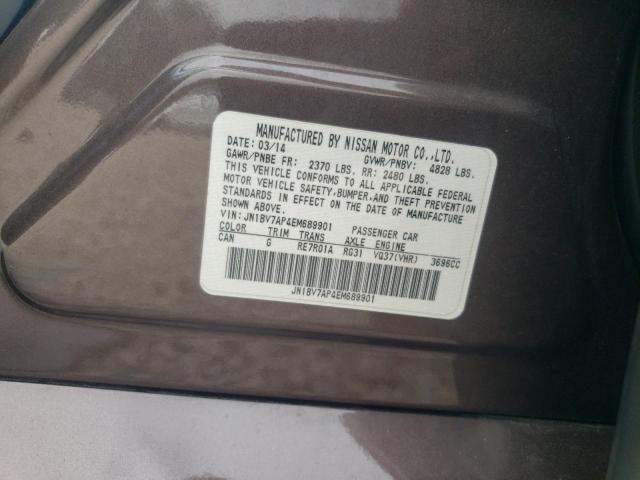 MANUFACTURED BY NISSAN MOTOR CO.,LTD.
DATE: 03/14 GVWR/PNBV: 4828 LBS.
GAWR/PNBE FR: 2370 LBS. RR: 2480 LBS.
THIS VEHICLE CONFORMS TO ALL APPLICABLE FEDERAL
MOTOR VEHICLE SAFETY,BUMPER,AND THEFT PREVENTION
STANDARDS IN EFFECT ON THE DATE OF MANUFACTURE
SHOWN ABOVE.
VIN: JN1BV7AP4EM689901 PASSENGER CAR
COLOR TRIM TRANS AXLE ENGINE
CAN G RE7R01A RG31 VQ37(VHR) 3696CC
JN1BV7AP4EM689901